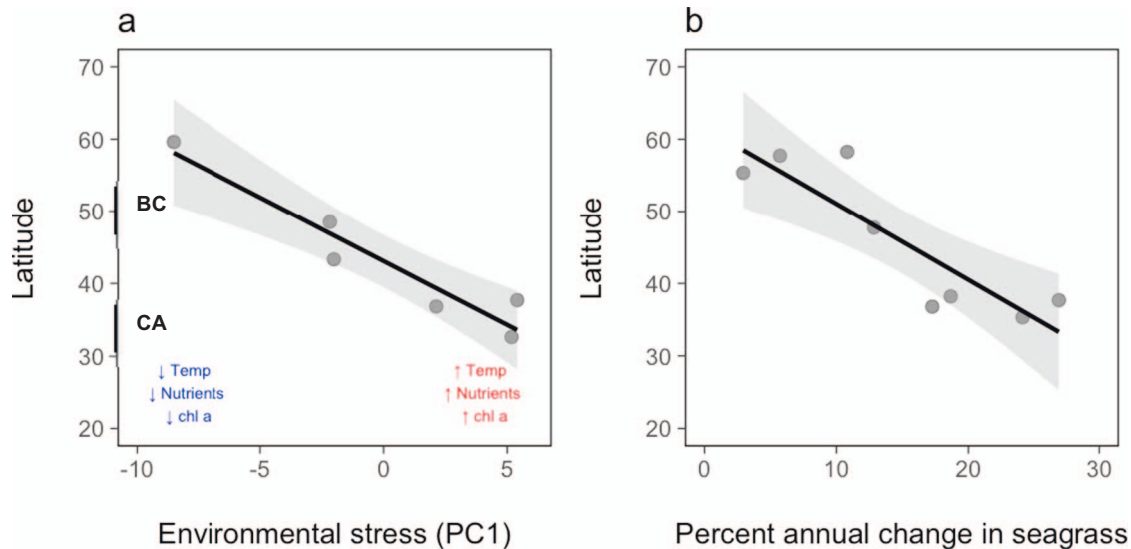 a
70
60
50
40
30
20
Latitude
BC
CA
↓ Temp
↓ Nutrients
↓ chl a
↑ Temp
↑ Nutrients
↑ chl a
-10 -5 0 5
Environmental stress (PC1)
b
70
60
50
40
30
20
Latitude
0 10 20 30
Percent annual change in seagrass